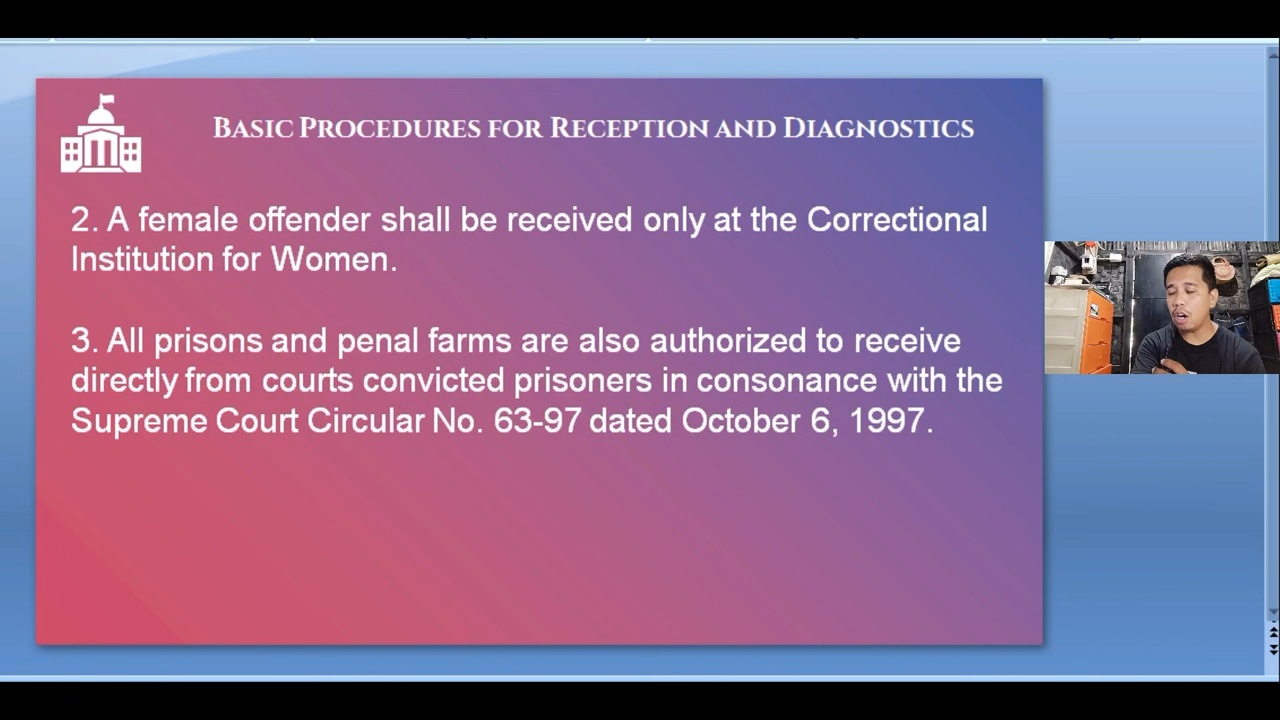 BASIC PROCEDURES FOR RECEPTION AND DIAGNOSTICS
2. A female offender shall be received only at the Correctional
Institution for Women.
3. All prisons and penal farms are also authorized to receive
directly from courts convicted prisoners in consonance with the
Supreme Court Circular No. 63-97 dated October 6, 1997.